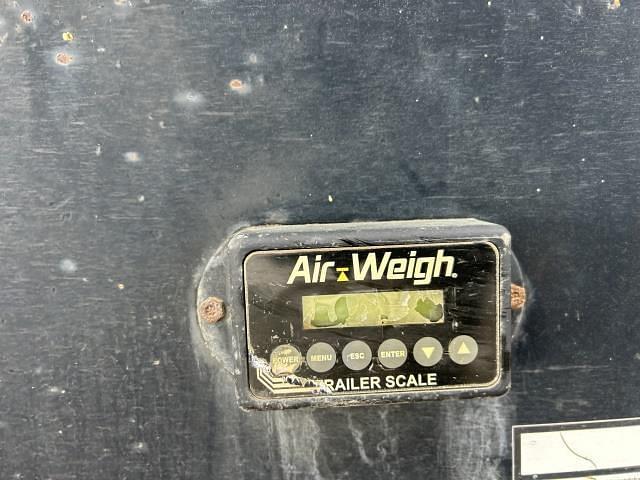 Air-Weigh
POWER MENU ESC ENTER
TRAILER SCALE